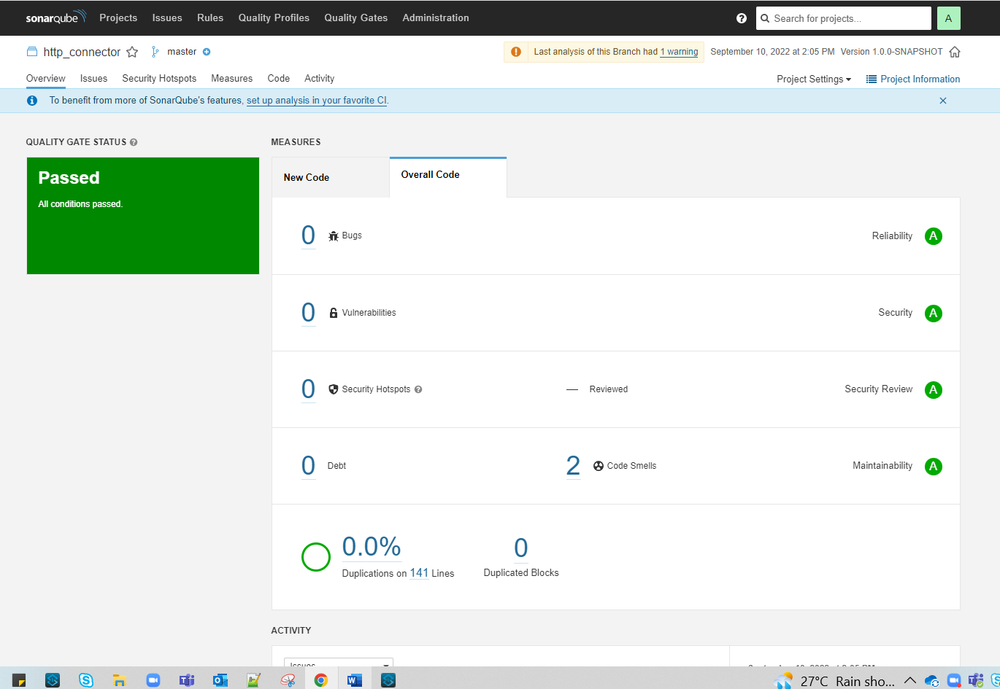 sonarqube Projects Issues Rules Quality Profiles Quality Gates Administration ? Search for projects... A
http_connector master Last analysis of this Branch had 1 warning September 10, 2022 at 2:05 PM Version 1.0.0-SNAPSHOT
Overview Issues Security Hotspots Measures Code Activity Project Settings Project Information
To benefit from more of SonarQube's features, set up analysis in your favorite CI.
QUALITY GATE STATUS MEASURES
Passed
All conditions passed.
New Code Overall Code
0 Bugs Reliability A
0 Vulnerabilities Security A
0 Security Hotspots — Reviewed Security Review A
0 Debt 2 Code Smells Maintainability A
0.0% 0
Duplications on 141 Lines Duplicated Blocks
ACTIVITY
Issues
27°C Rain sho...